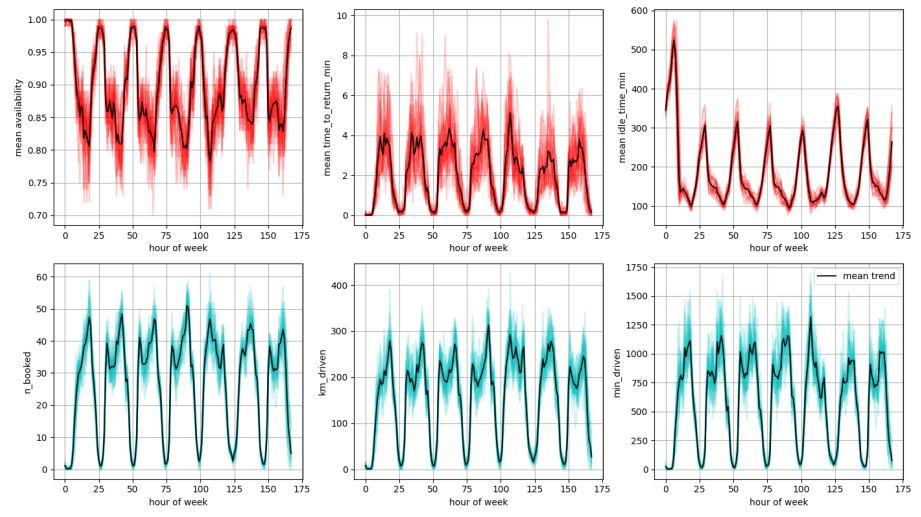 1.00
0.95
0.90
0.85
0.80
0.75
0.70
mean availability
0 25 50 75 100 125 150 175
hour of week
10
8
6
4
2
0
mean time_to_return_min
0 25 50 75 100 125 150 175
hour of week
600
500
400
300
200
100
mean idle_time_min
0 25 50 75 100 125 150 175
hour of week
60
50
40
30
20
10
0
n_booked
0 25 50 75 100 125 150 175
hour of week
400
300
200
100
0
km_driven
0 25 50 75 100 125 150 175
hour of week
1750
1500
1250
1000
750
500
250
0
min_driven
mean trend
0 25 50 75 100 125 150 175
hour of week